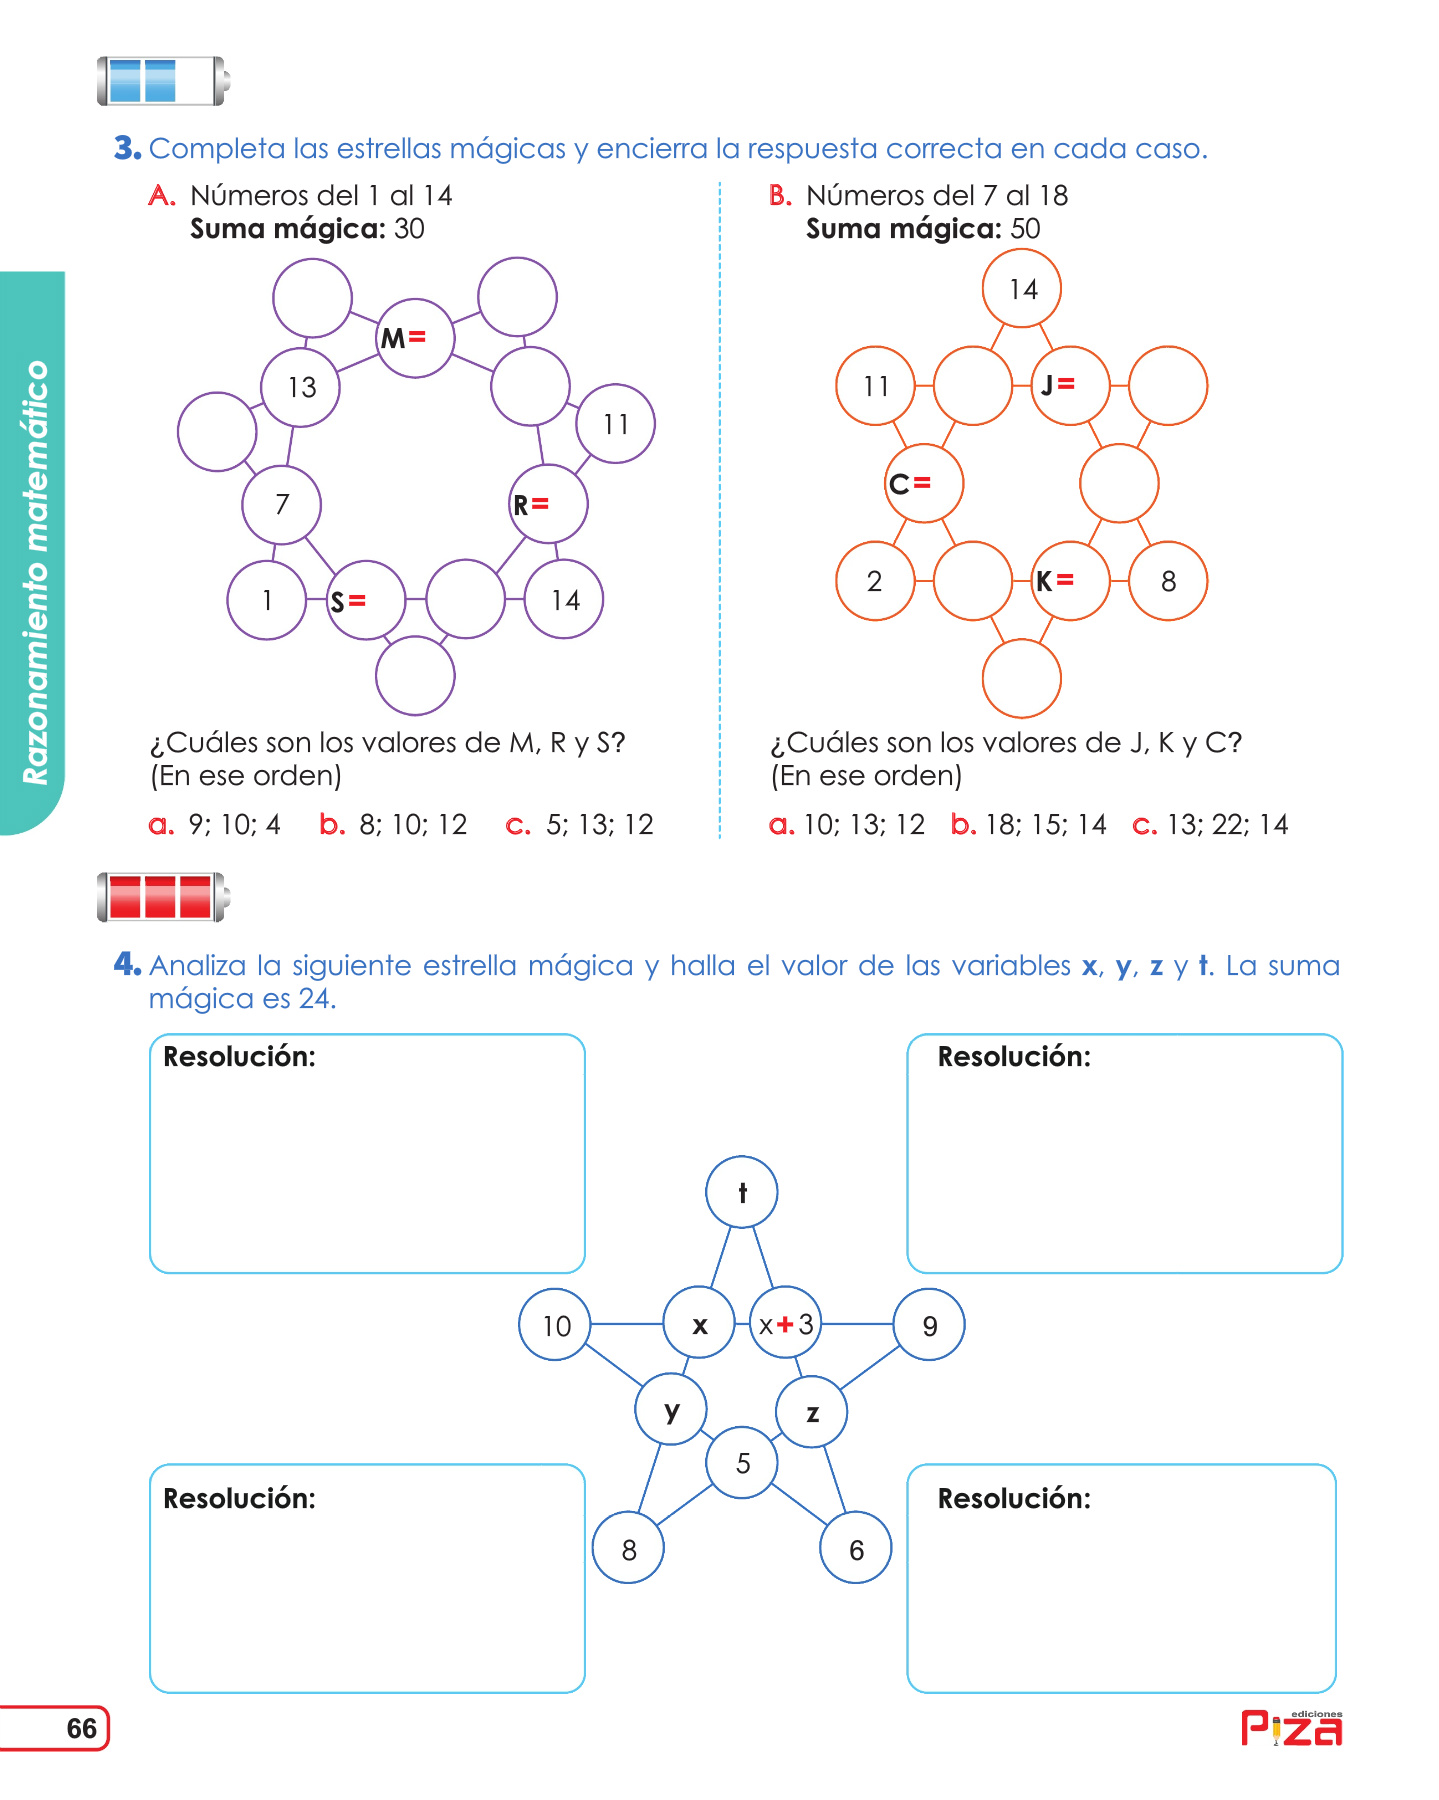 3. Completa las estrellas mágicas y encierra la respuesta correcta en cada caso.
A. Números del 1 al 14
Suma mágica: 30
M=
13
11
7
R=
1
S=
14
¿Cuáles son los valores de M, R y S?
(En ese orden)
a. 9; 10; 4 b. 8; 10; 12 c. 5; 13; 12
B. Números del 7 al 18
Suma mágica: 50
14
11
J=
C=
2
K=
8
¿Cuáles son los valores de J, K y C?
(En ese orden)
a. 10; 13; 12 b. 18; 15; 14 c. 13; 22; 14
Razonamiento matemático
4. Analiza la siguiente estrella mágica y halla el valor de las variables x, y, z y t. La suma
mágica es 24.
Resolución:
Resolución:
t
10
x
x+3
9
y
z
5
8
6
Resolución:
Resolución:
66
ediciones
Piza